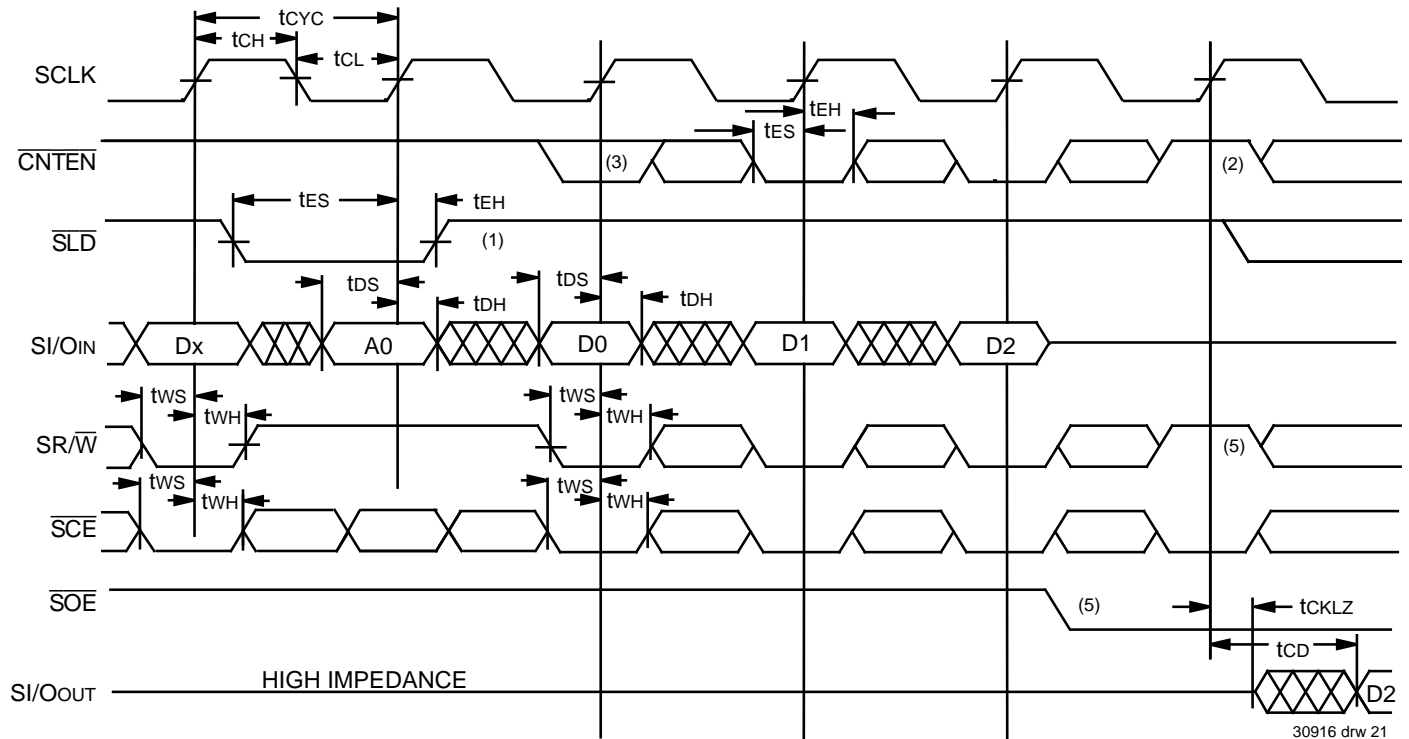 tCYC
tCH
tCL
SCLK
tEH
tES
CNTEN
(3)
(2)
tES
tEH
SLD
(1)
tDS
tDH
tDS
tDH
SI/OIN
Dx
A0
D0
D1
D2
tWS
tWH
tWS
tWH
SR/W
(5)
tWS
tWH
tWS
tWH
SCE
SOE
(5)
tCKLZ
tCD
SI/OOUT
HIGH IMPEDANCE
D2
30916 drw 21